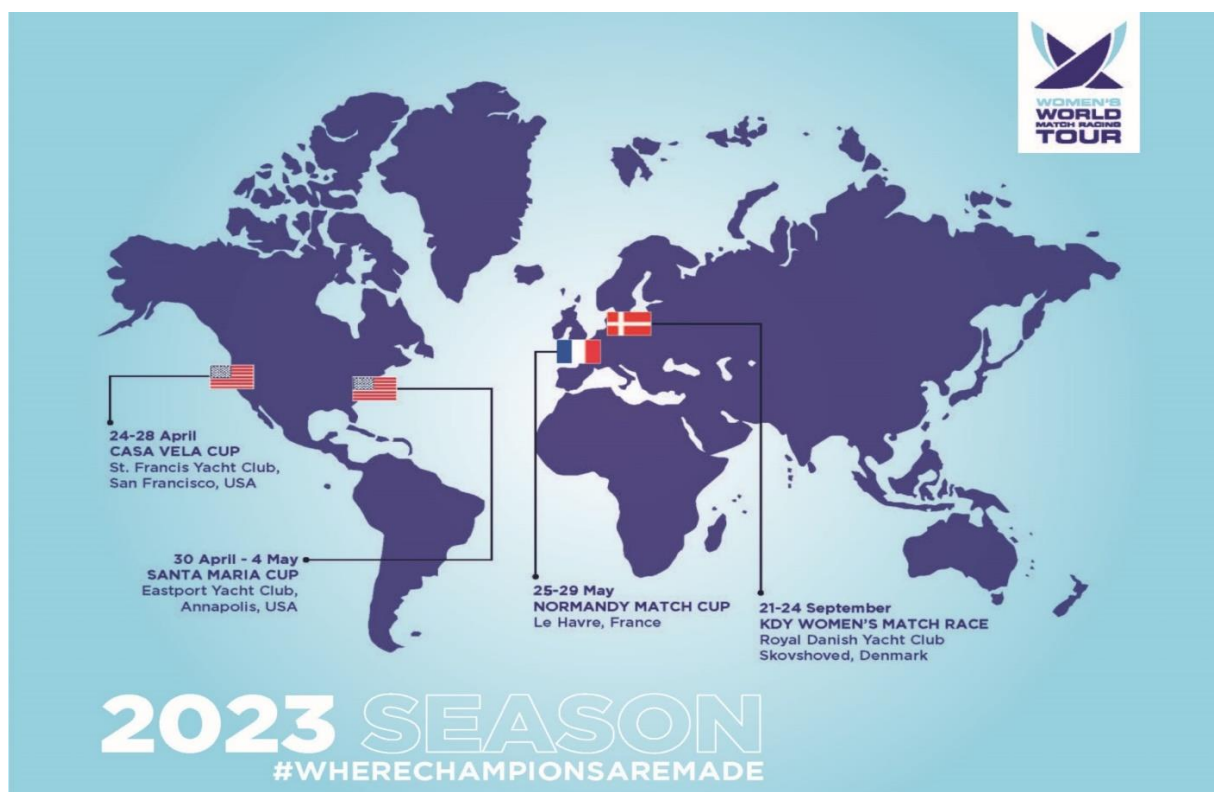 WOMEN'S
WORLD
MATCH RACING
TOUR
24-28 April
CASA VELA CUP
St. Francis Yacht Club,
San Francisco, USA
30 April - 4 May
SANTA MARIA CUP
Eastport Yacht Club,
Annapolis, USA
25-29 May
NORMANDY MATCH CUP
Le Havre, France
21-24 September
KDY WOMEN'S MATCH RACE
Royal Danish Yacht Club
Skovshoved, Denmark
2023 SEASON
#WHERECHAMPIONSAREMADE